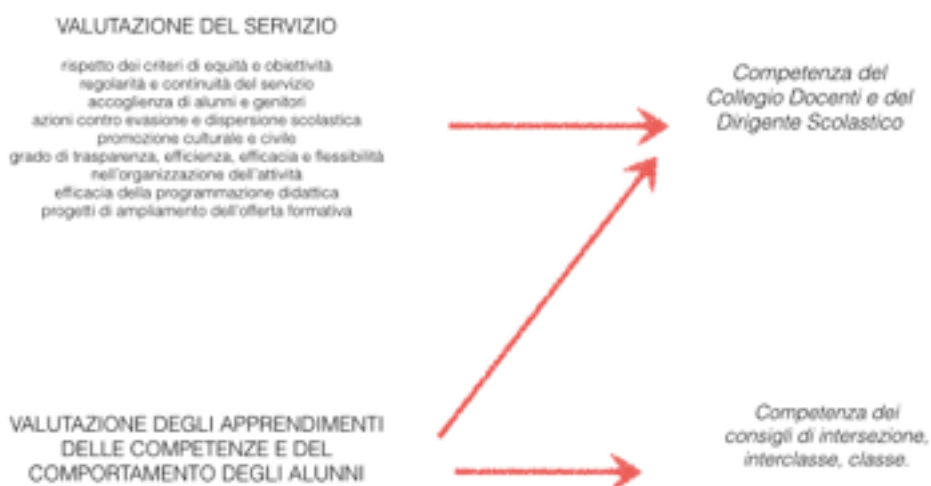 VALUTAZIONE DEL SERVIZIO
rispetto dei criteri di equità e obiettività
regolarità e continuità del servizio
accoglienza di alunni e genitori
azioni contro evasione e dispersione scolastica
promozione culturale e civile
grado di trasparenza, efficienza, efficacia e flessibilità
nell'organizzazione dell'attività
efficacia della programmazione didattica
progetti di ampliamento dell'offerta formativa
Competenza del
Collegio Docenti e del
Dirigente Scolastico
VALUTAZIONE DEGLI APPRENDIMENTI
DELLE COMPETENZE E DEL
COMPORTAMENTO DEGLI ALUNNI
Competenza dei
consigli di intersezione,
interclasse, classe.